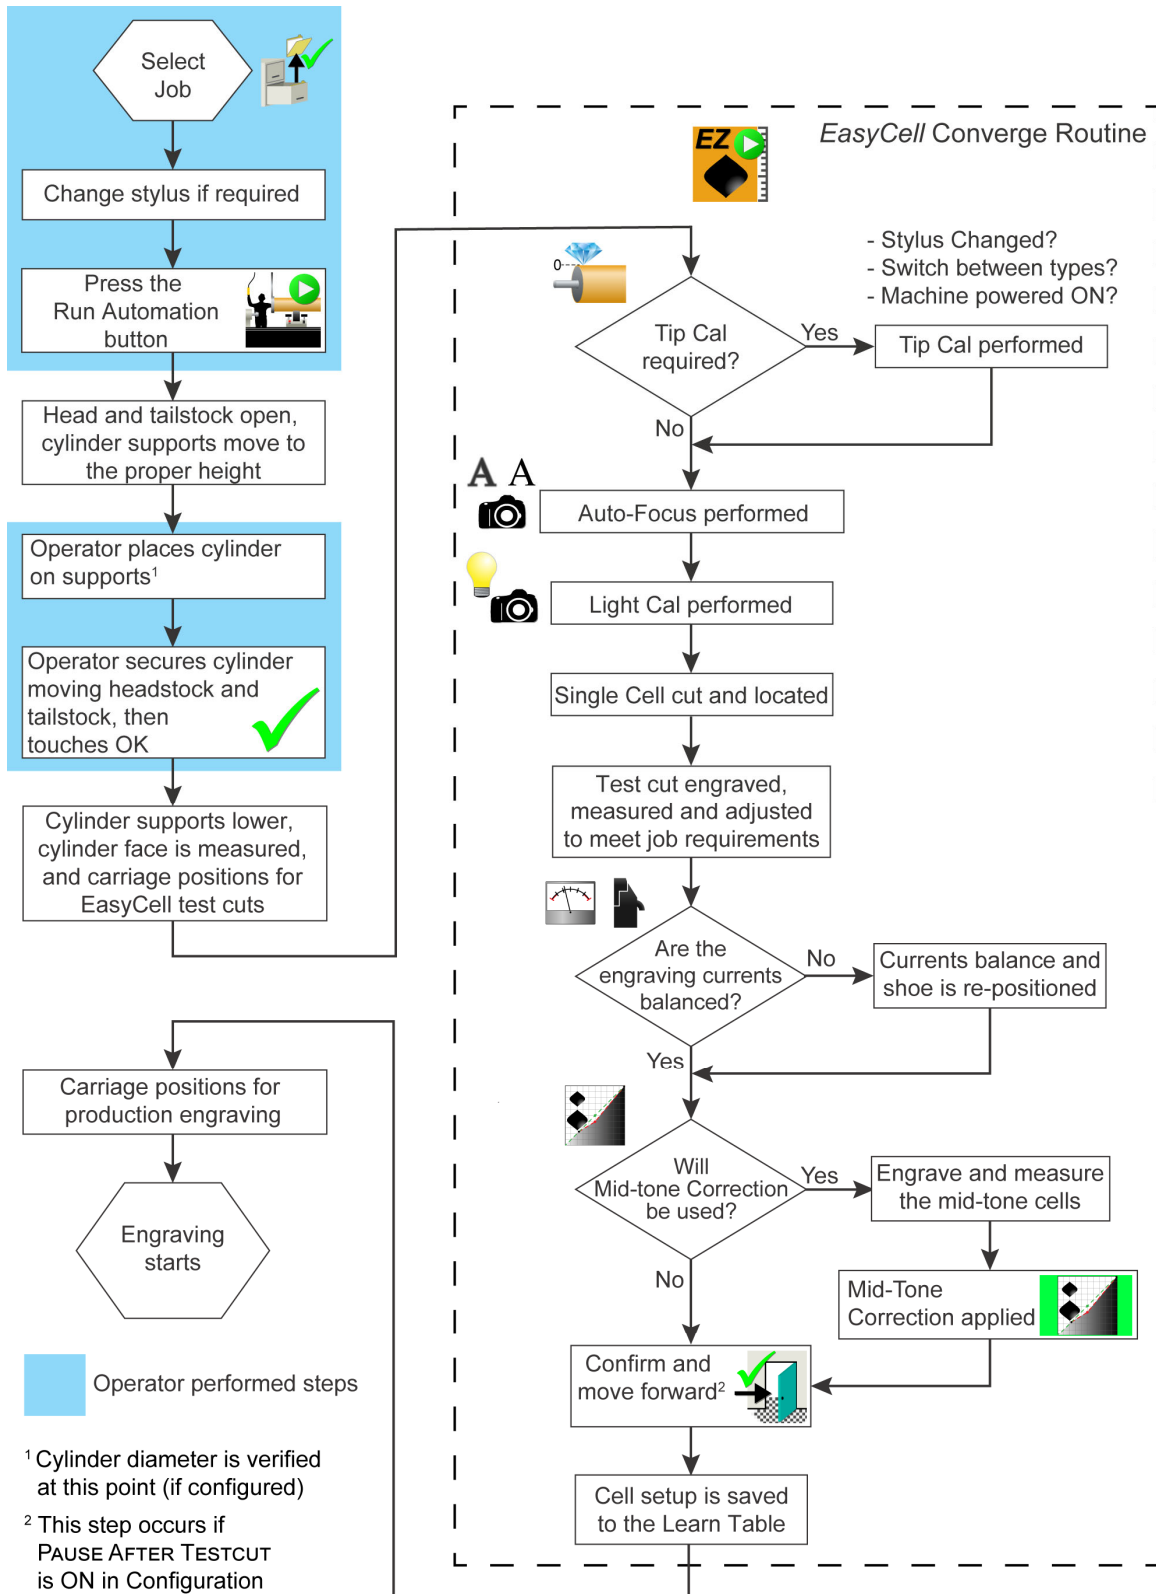 Select
Job
Change stylus if required
Press the
Run Automation
button
Head and tailstock open,
cylinder supports move to
the proper height
Operator places cylinder
on supports¹
Operator secures cylinder
moving headstock and
tailstock, then
touches OK
Cylinder supports lower,
cylinder face is measured,
and carriage positions for
EasyCell test cuts
EasyCell Converge Routine
EZ
- Stylus Changed?
- Switch between types?
- Machine powered ON?
0
Tip Cal
required?
Yes
Tip Cal performed
No
A A
Auto-Focus performed
Light Cal performed
Single Cell cut and located
Test cut engraved,
measured and adjusted
to meet job requirements
Are the
engraving currents
balanced?
No
Currents balance and
shoe is re-positioned
Yes
Will
Mid-tone Correction
be used?
Yes
Engrave and measure
the mid-tone cells
No
Mid-Tone
Correction applied
Confirm and
move forward²
Cell setup is saved
to the Learn Table
Carriage positions for
production engraving
Engraving
starts
Operator performed steps
¹ Cylinder diameter is verified
at this point (if configured)
² This step occurs if
PAUSE AFTER TESTCUT
is ON in Configuration